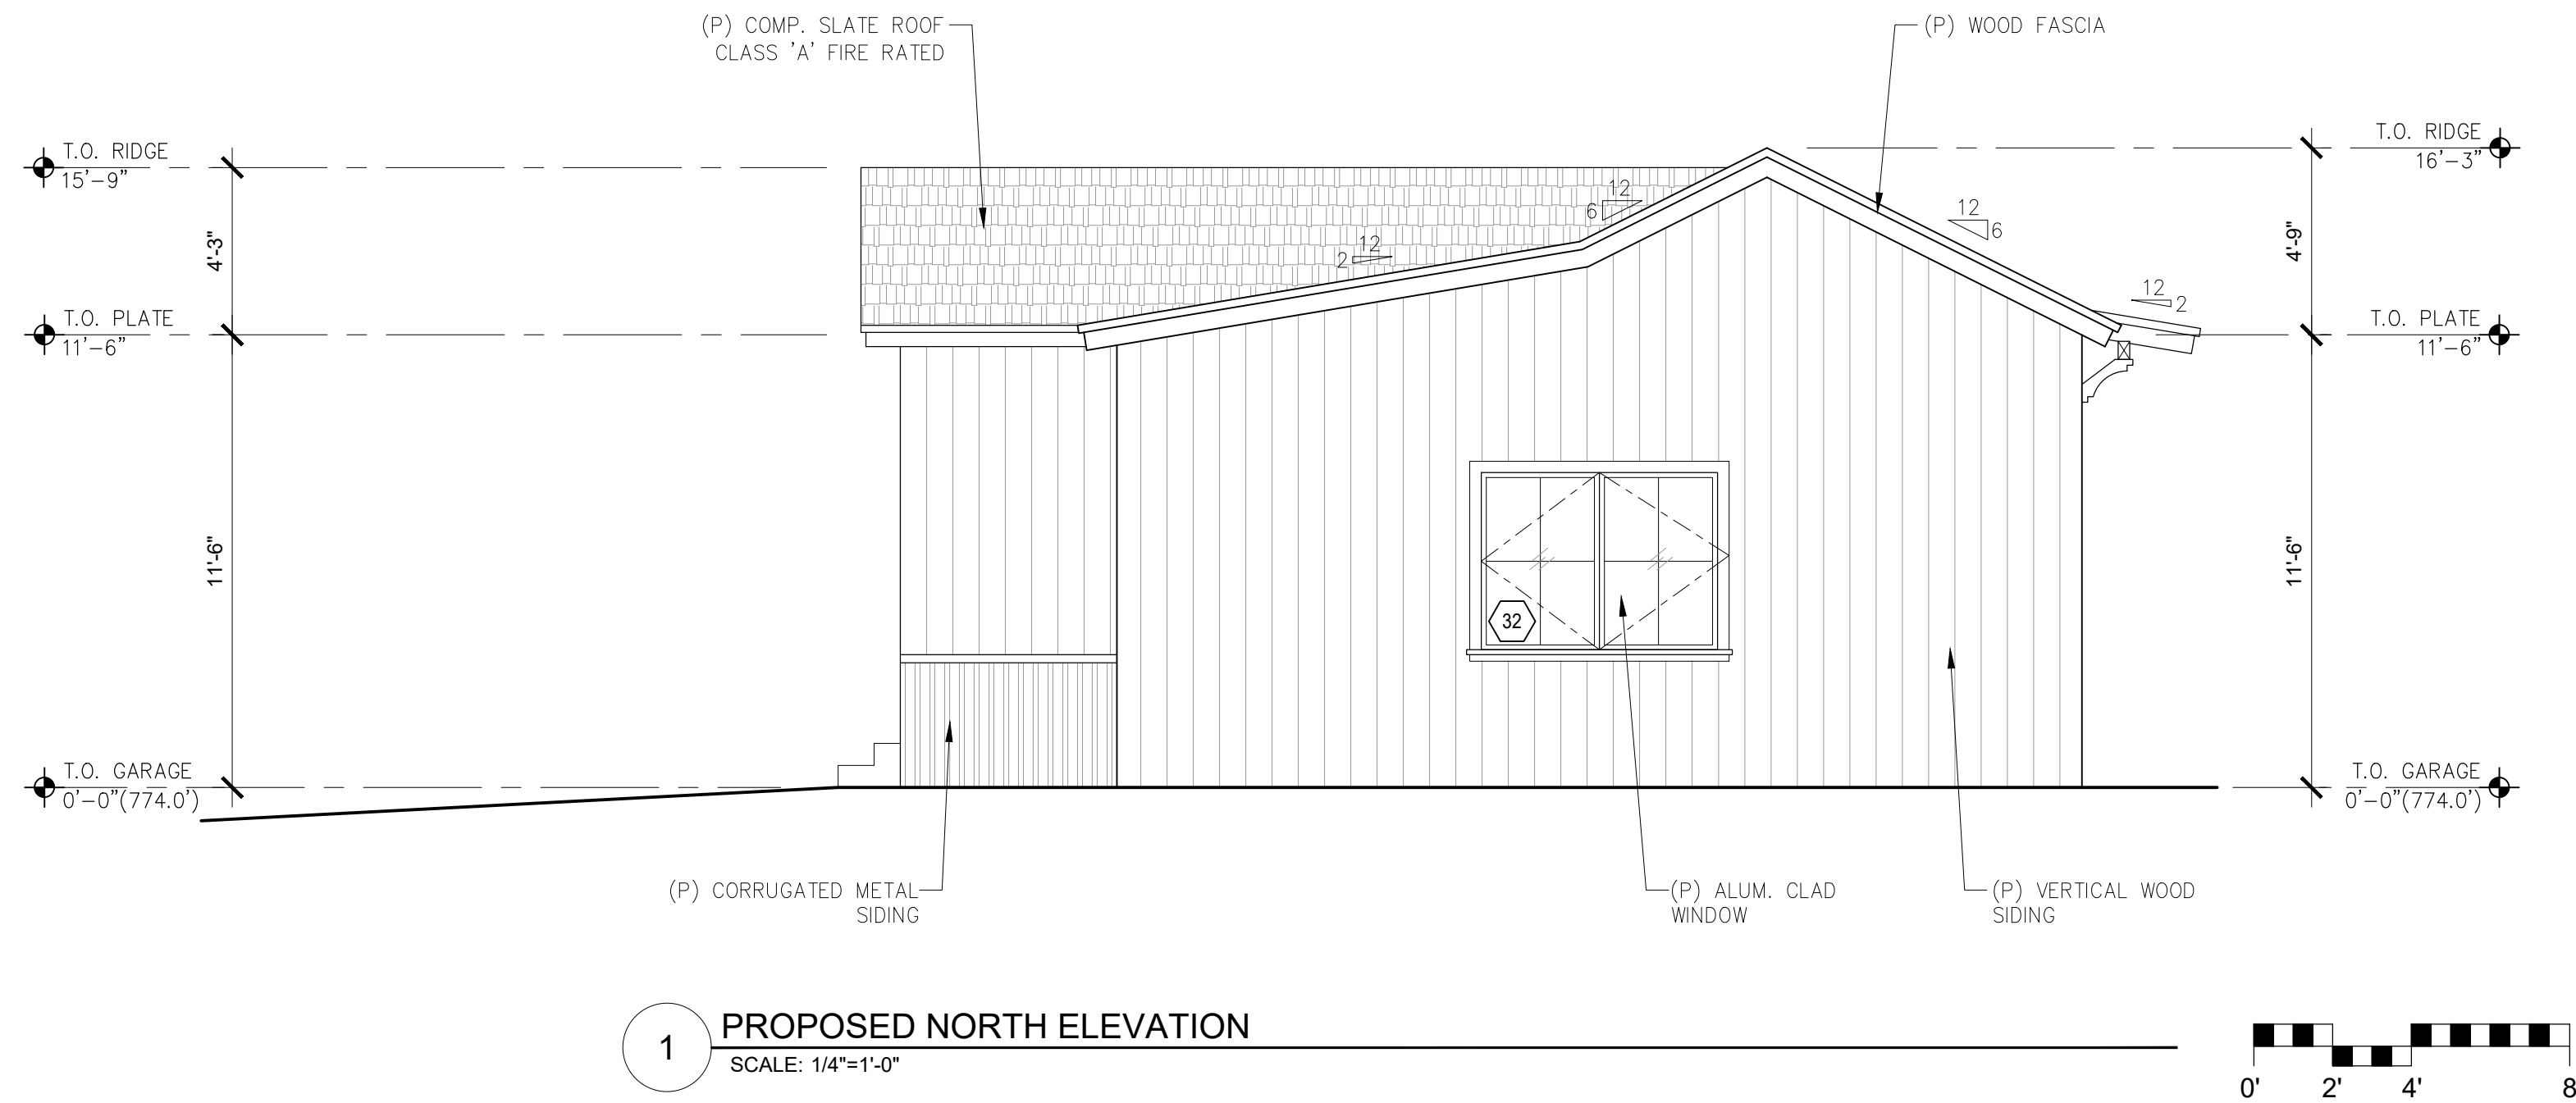 (P) COMP. SLATE ROOF
CLASS 'A' FIRE RATED
(P) WOOD FASCIA
T.O. RIDGE
15'-9"
T.O. RIDGE
16'-3"
12
6
12
6
12
2
12
2
4'-3"
4'-9"
T.O. PLATE
11'-6"
T.O. PLATE
11'-6"
11'-6"
11'-6"
32
T.O. GARAGE
0'-0"(774.0')
T.O. GARAGE
0'-0"(774.0')
(P) CORRUGATED METAL
SIDING
(P) ALUM. CLAD
WINDOW
(P) VERTICAL WOOD
SIDING
1
PROPOSED NORTH ELEVATION
SCALE: 1/4"=1'-0"
0' 2' 4' 8